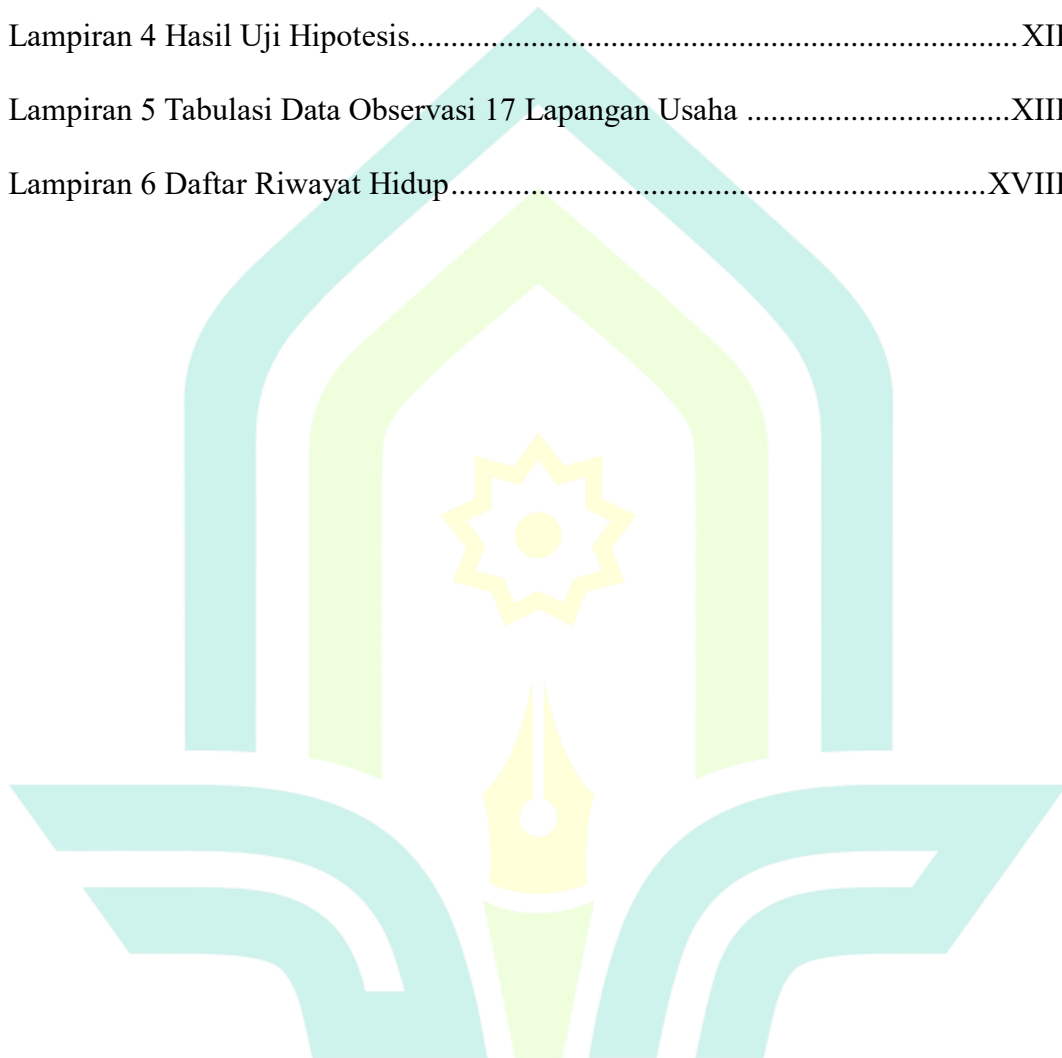 Lampiran 4 Hasil Uji Hipotesis...........................................................................XII
Lampiran 5 Tabulasi Data Observasi 17 Lapangan Usaha ................................XIII
Lampiran 6 Daftar Riwayat Hidup..................................................................XVIII